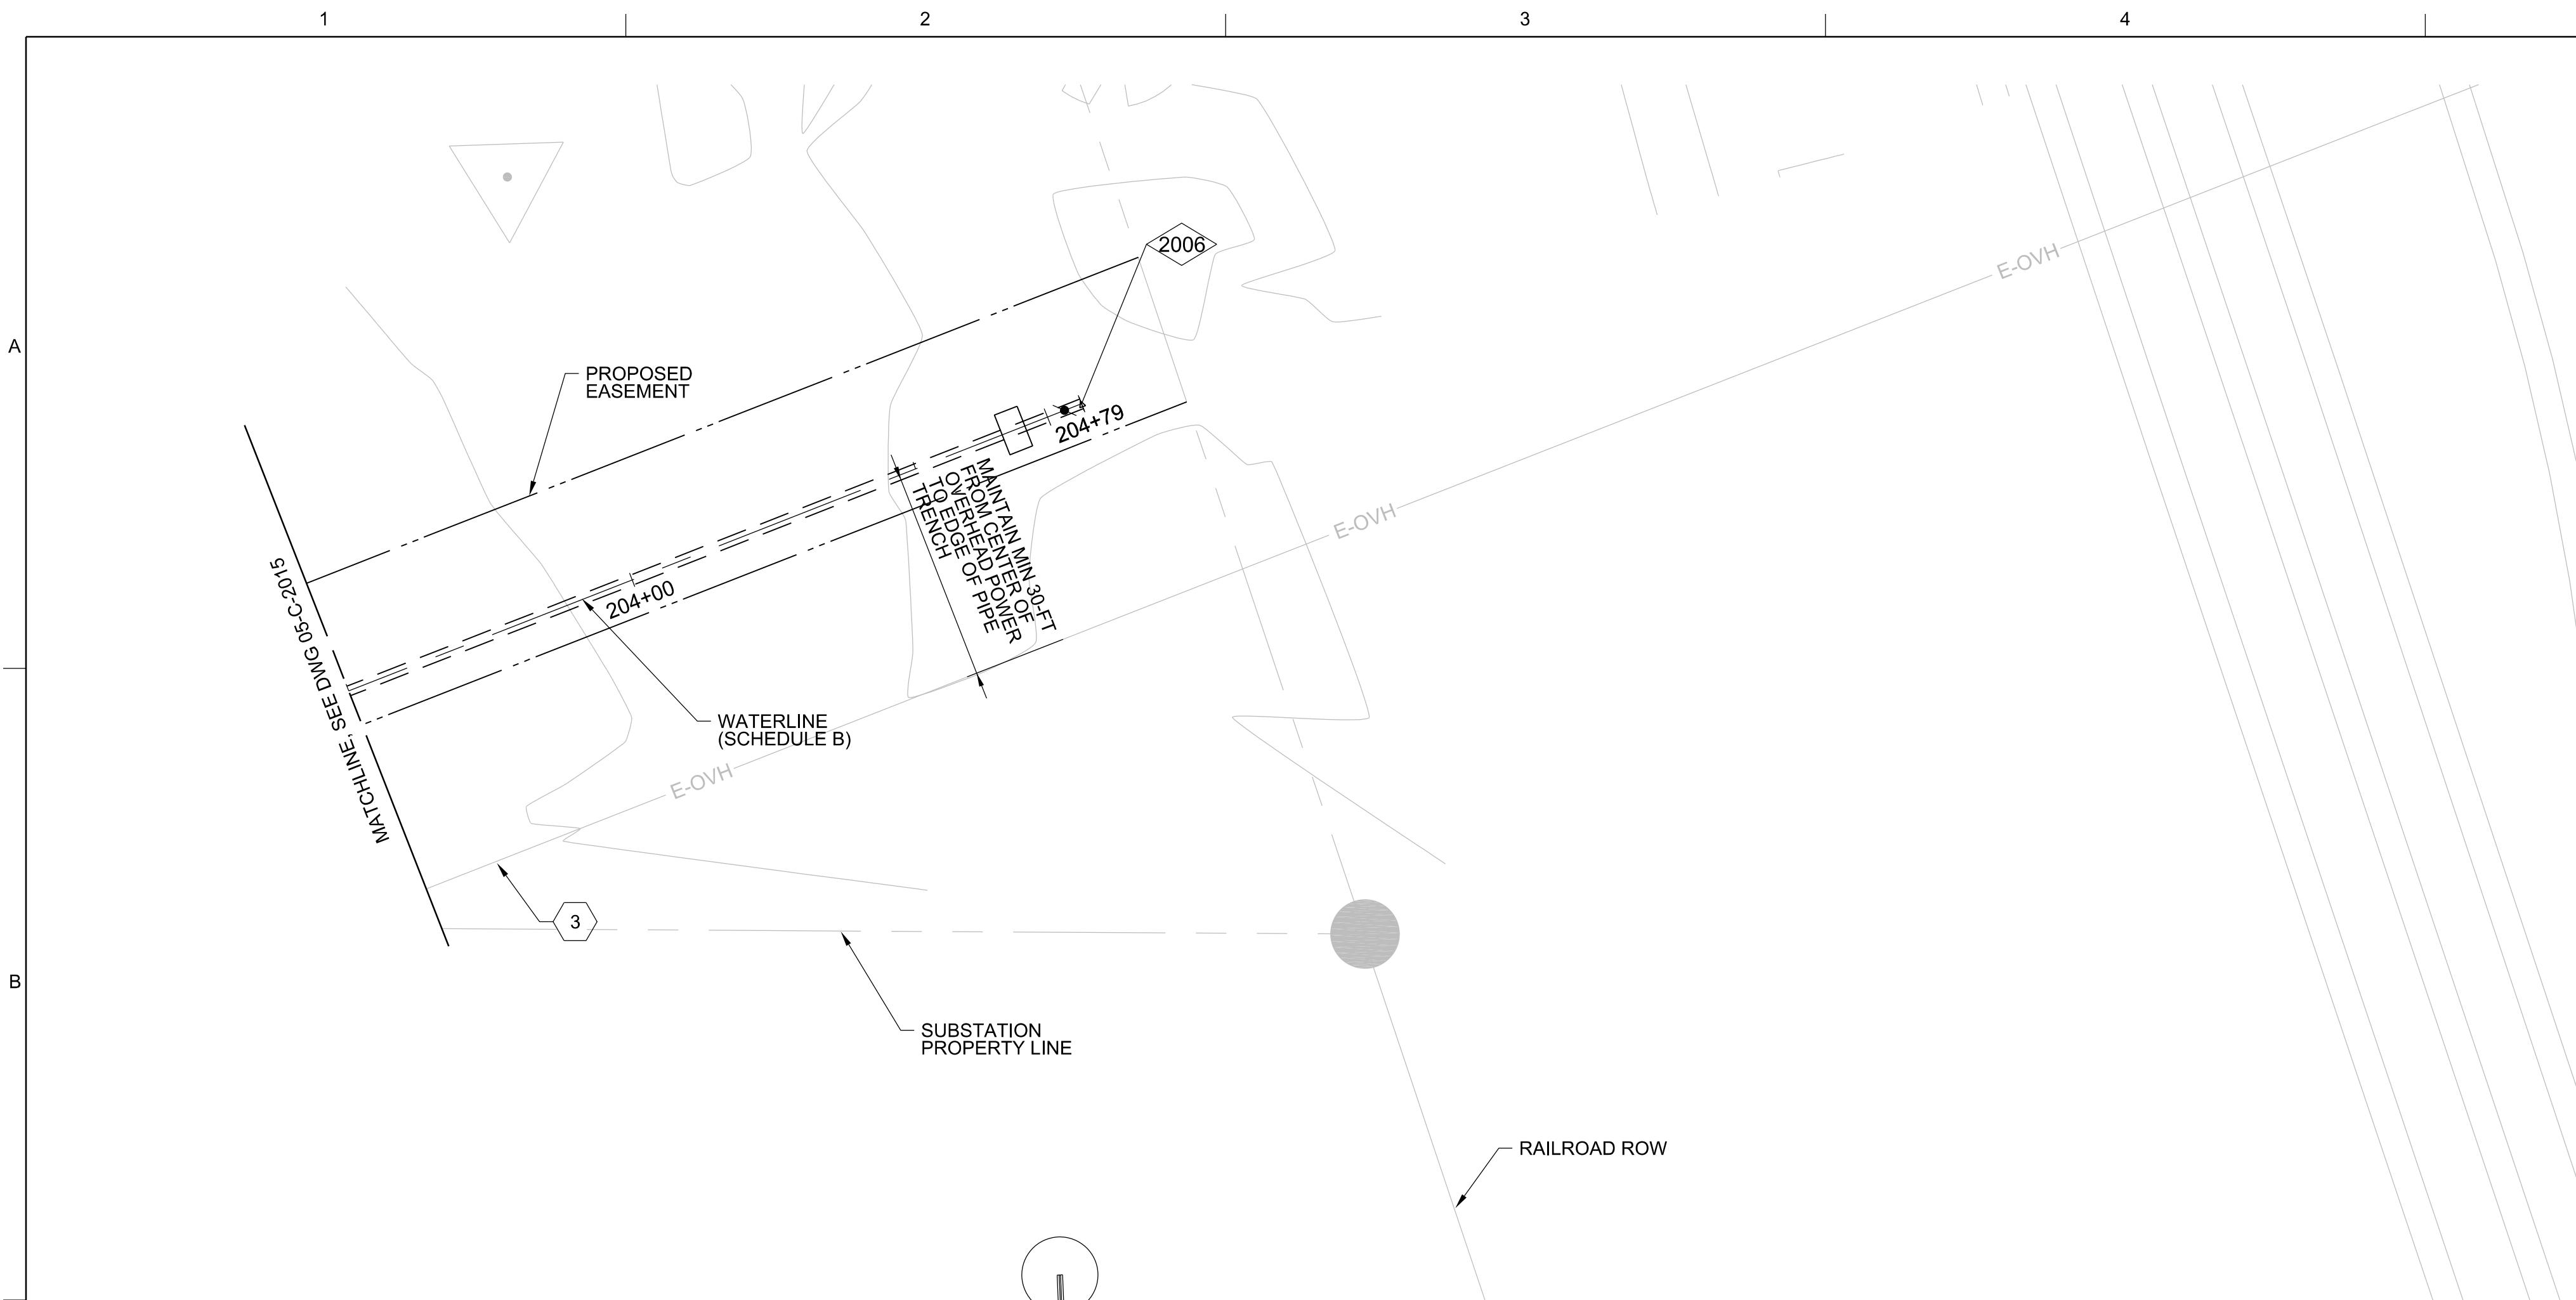 1
2
3
4
2006
E-OVH
A
PROPOSED
EASEMENT
204+79
MAINTAIN MIN 30-FT
FROM CENTER OF
OVERHEAD POWER
TO EDGE OF PIPE
TRENCH
E-OVH
204+00
MATCHLINE, SEE DWG 05-C-2015
WATERLINE
(SCHEDULE B)
E-OVH
3
B
SUBSTATION
PROPERTY LINE
RAILROAD ROW